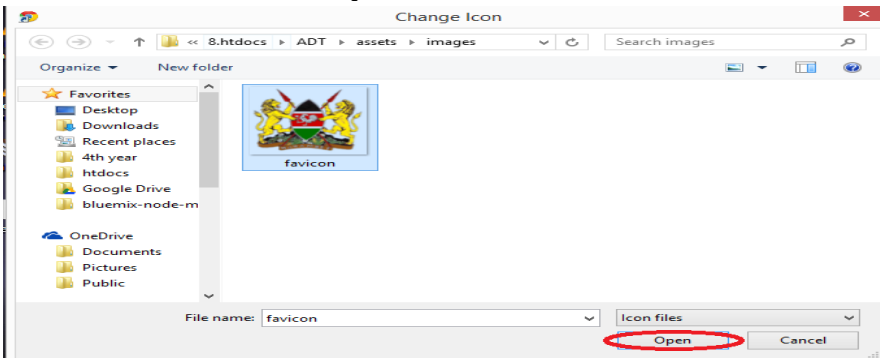 Change Icon
« 8.htdocs ▸ ADT ▸ assets ▸ images
Search images
Organize
New folder
Favorites
Desktop
Downloads
Recent places
4th year
htdocs
Google Drive
bluemix-node-m
OneDrive
Documents
Pictures
Public
favicon
File name: favicon
Icon files
Open
Cancel